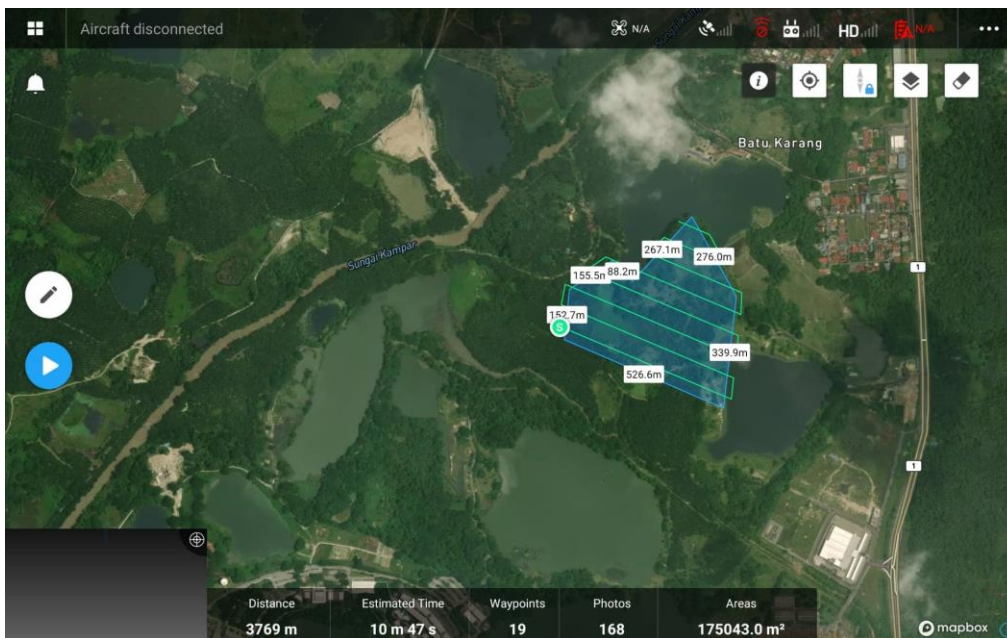 Aircraft disconnected
N/A
HD
N/A
Sungai Kampar
Batu Karang
Sungai Kampar
267.1m
276.0m
155.5m
88.2m
1
152.7m
S
339.9m
526.6m
1
Distance
Estimated Time
Waypoints
Photos
Areas
3769 m
10 m 47 s
19
168
175043.0 m²
mapbox